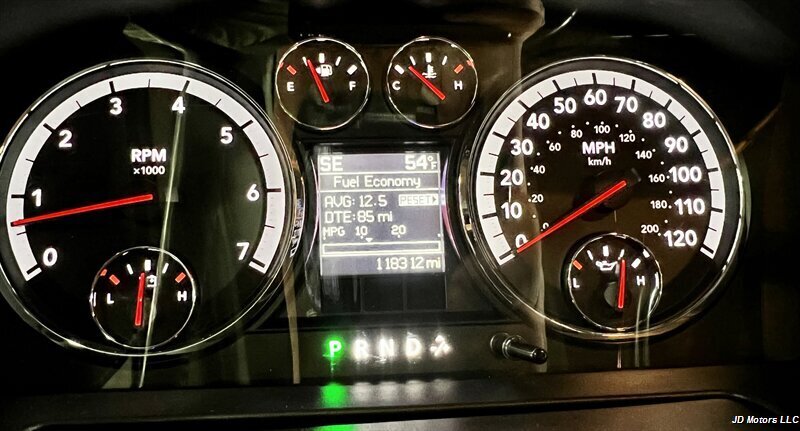 E F
C H
0 1 2 3 4 5 6 7
RPM
×1000
L H
SE 54°F
Fuel Economy
AVG: 12.5 RESET
DTE: 85 mi
MPG 10 20
118312 mi
P R N D
0 10 20 30 40 50 60 70 80 90 100 110 120
20 40 60 80 100 120 140 160 180 200
MPH
km/h
L H
JD Motors LLC